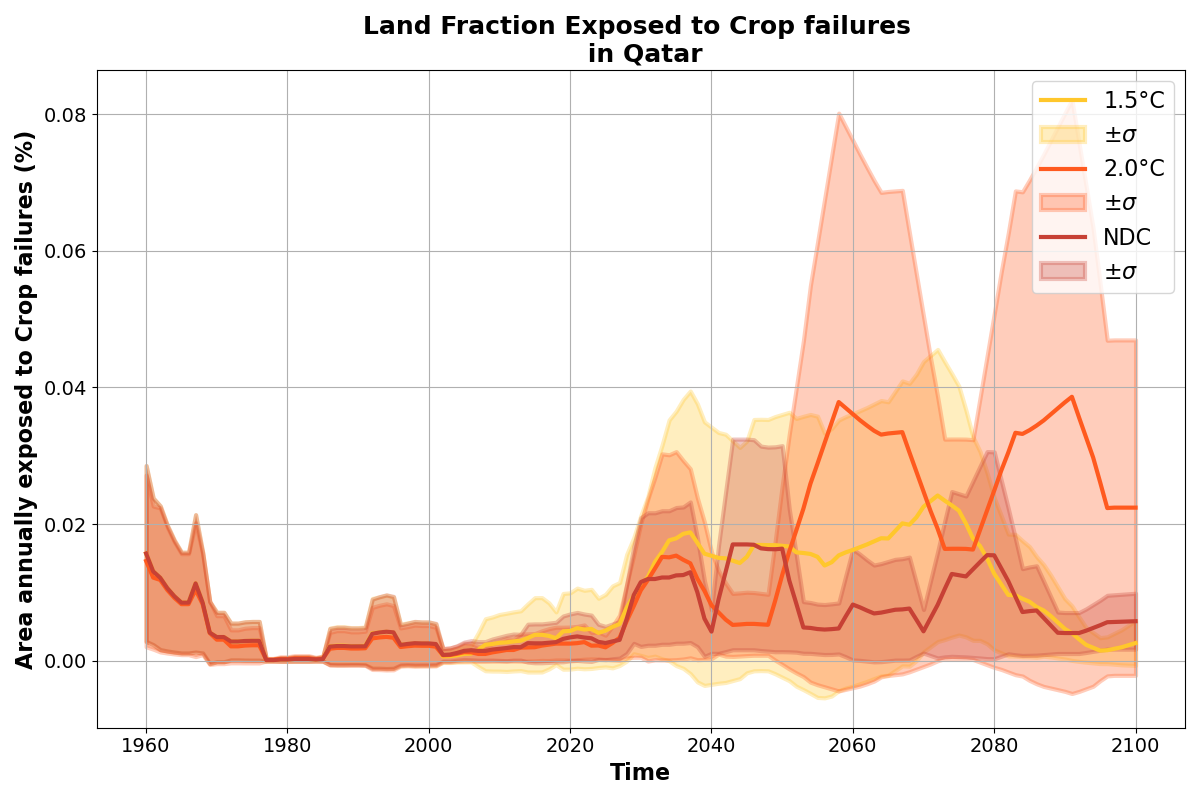 Land Fraction Exposed to Crop failures
in Qatar
Area annually exposed to Crop failures (%)
0.08
0.06
0.04
0.02
0.00
1.5°C
±σ
2.0°C
±σ
NDC
±σ
1960 1980 2000 2020 2040 2060 2080 2100
Time